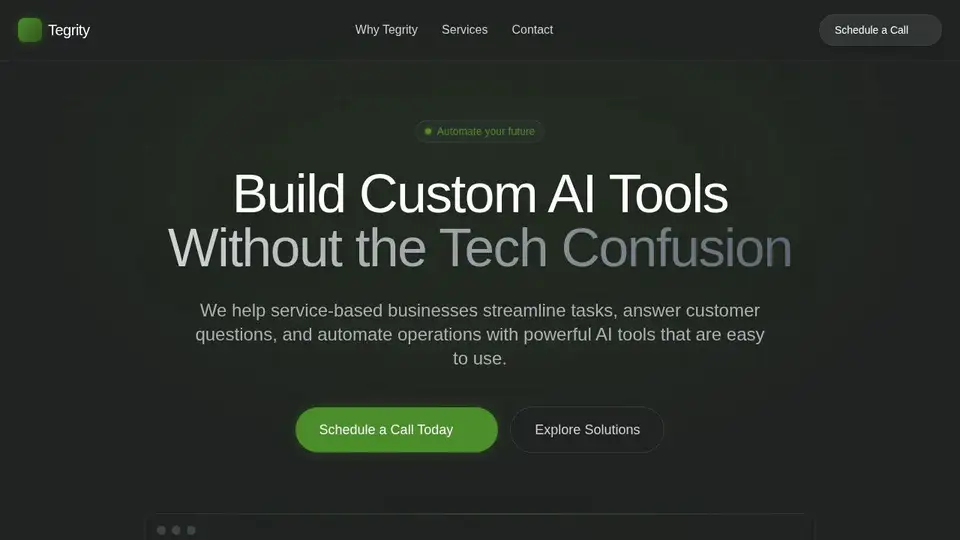 Tegrity
Why Tegrity
Services
Contact
Schedule a Call
Automate your future
Build Custom AI Tools
Without the Tech Confusion
We help service-based businesses streamline tasks, answer customer
questions, and automate operations with powerful AI tools that are easy
to use.
Schedule a Call Today
Explore Solutions